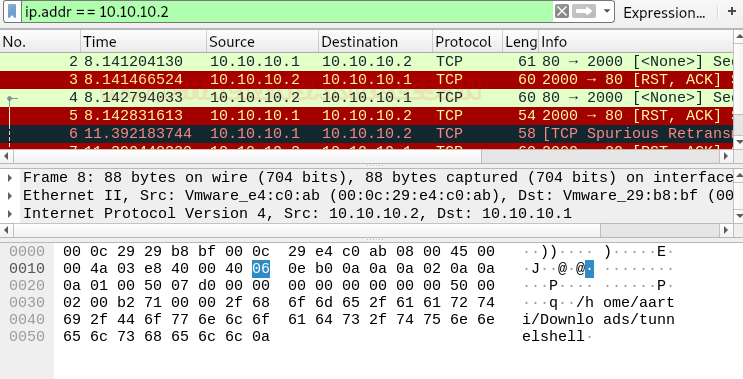 ip.addr == 10.10.10.2 Expression… +
No. Time Source Destination Protocol Leng Info
2 8.141204130 10.10.10.1 10.10.10.2 TCP 61 80 → 2000 [<None>] Sec
3 8.141466524 10.10.10.2 10.10.10.1 TCP 60 2000 → 80 [RST, ACK] S
4 8.142794033 10.10.10.2 10.10.10.1 TCP 60 80 → 2000 [<None>] Sec
5 8.142831613 10.10.10.1 10.10.10.2 TCP 54 2000 → 80 [RST, ACK] S
6 11.392183744 10.10.10.1 10.10.10.2 TCP 58 [TCP Spurious Retransm
Frame 8: 88 bytes on wire (704 bits), 88 bytes captured (704 bits) on interface
Ethernet II, Src: Vmware_e4:c0:ab (00:0c:29:e4:c0:ab), Dst: Vmware_29:b8:bf (00
Internet Protocol Version 4, Src: 10.10.10.2, Dst: 10.10.10.1
0000 00 0c 29 29 b8 bf 00 0c 29 e4 c0 ab 08 00 45 00 ··))···· )·····E·
0010 00 4a 03 e8 40 00 40 06 0e b0 0a 0a 0a 02 0a 0a ·J··@·@· ········
0020 0a 01 00 50 07 d0 00 00 00 00 00 00 00 00 50 00 ···P···· ······P·
0030 02 00 b2 71 00 00 2f 68 6f 6d 65 2f 61 61 72 74 ···q··/h ome/aart
0040 69 2f 44 6f 77 6e 6c 6f 61 64 73 2f 74 75 6e 6e i/Downlo ads/tunn
0050 65 6c 73 68 65 6c 6c 0a elshell·